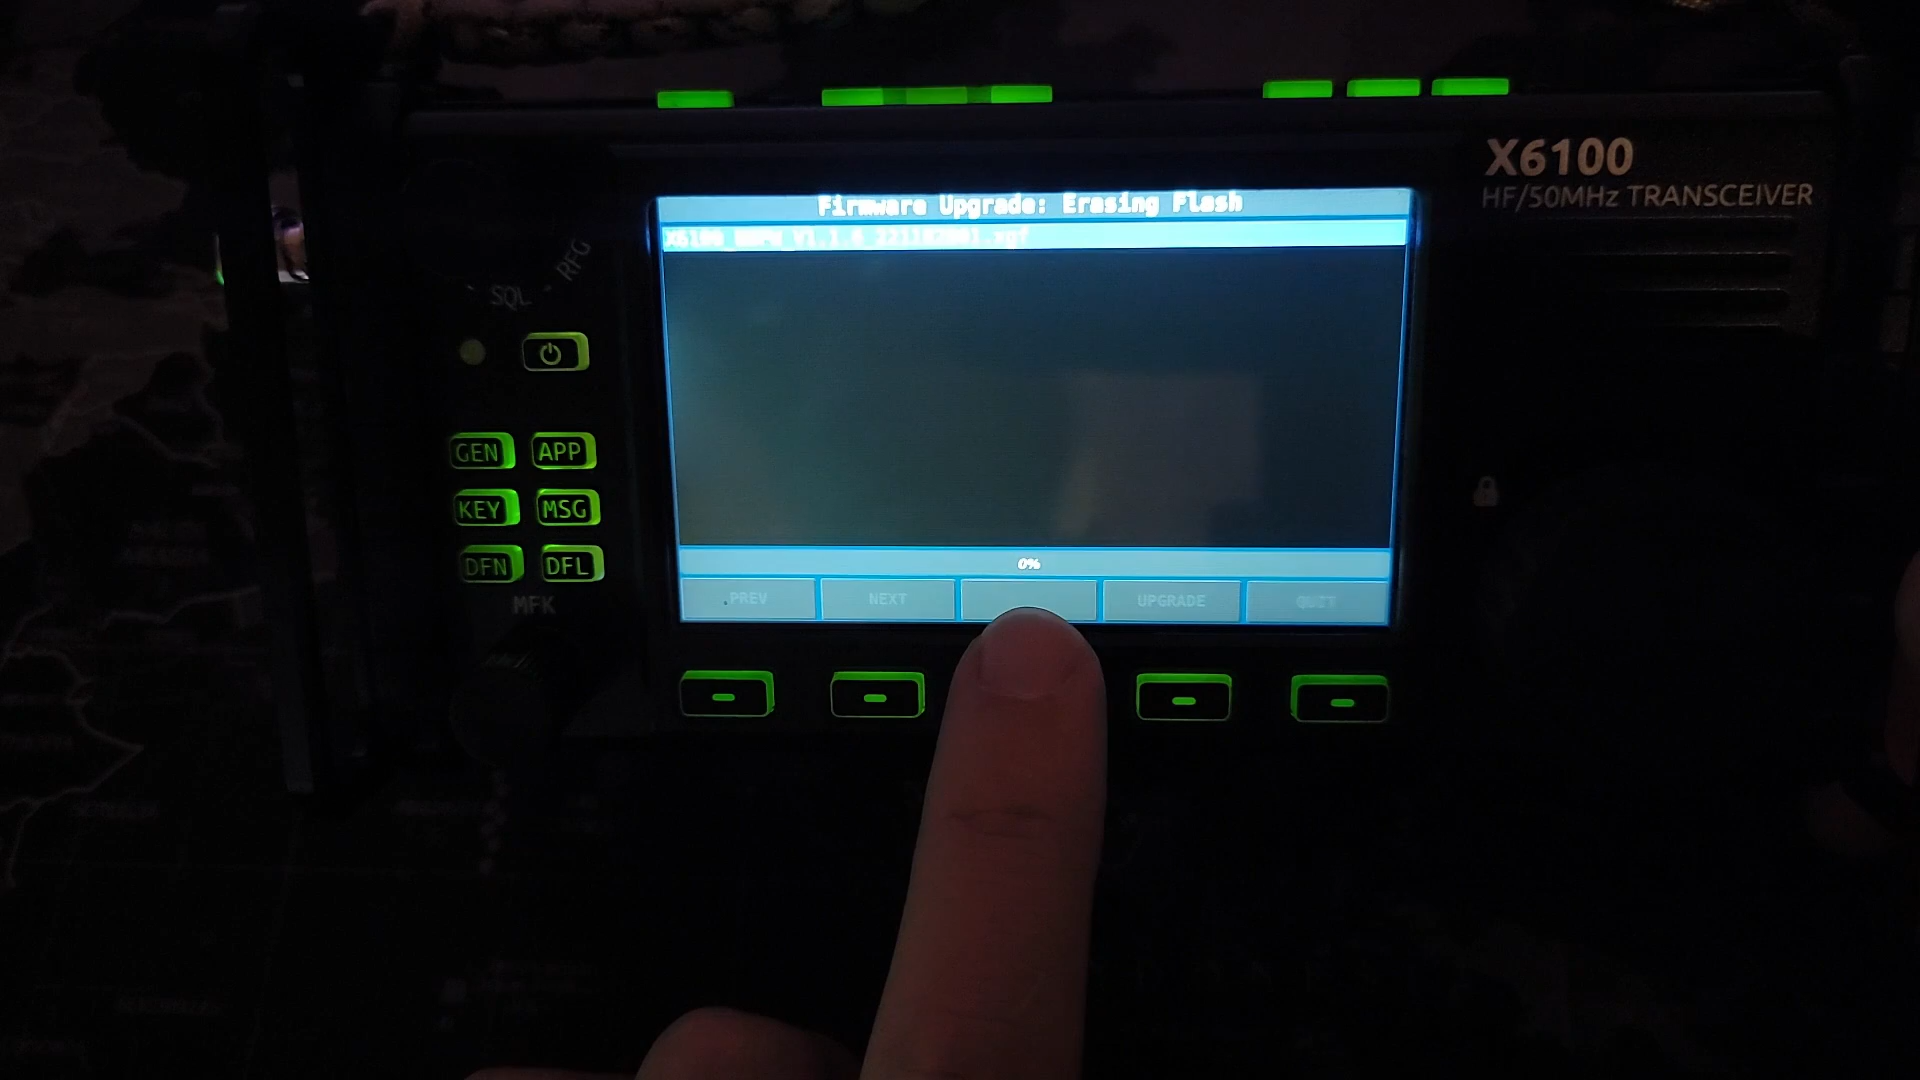 X6100
HF/50MHz TRANSCEIVER
Firmware Upgrade: Erasing Flash
RFG
SQL
GEN APP
KEY MSG
DFN DFL
MFK
0%
PREV NEXT UPGRADE QUIT